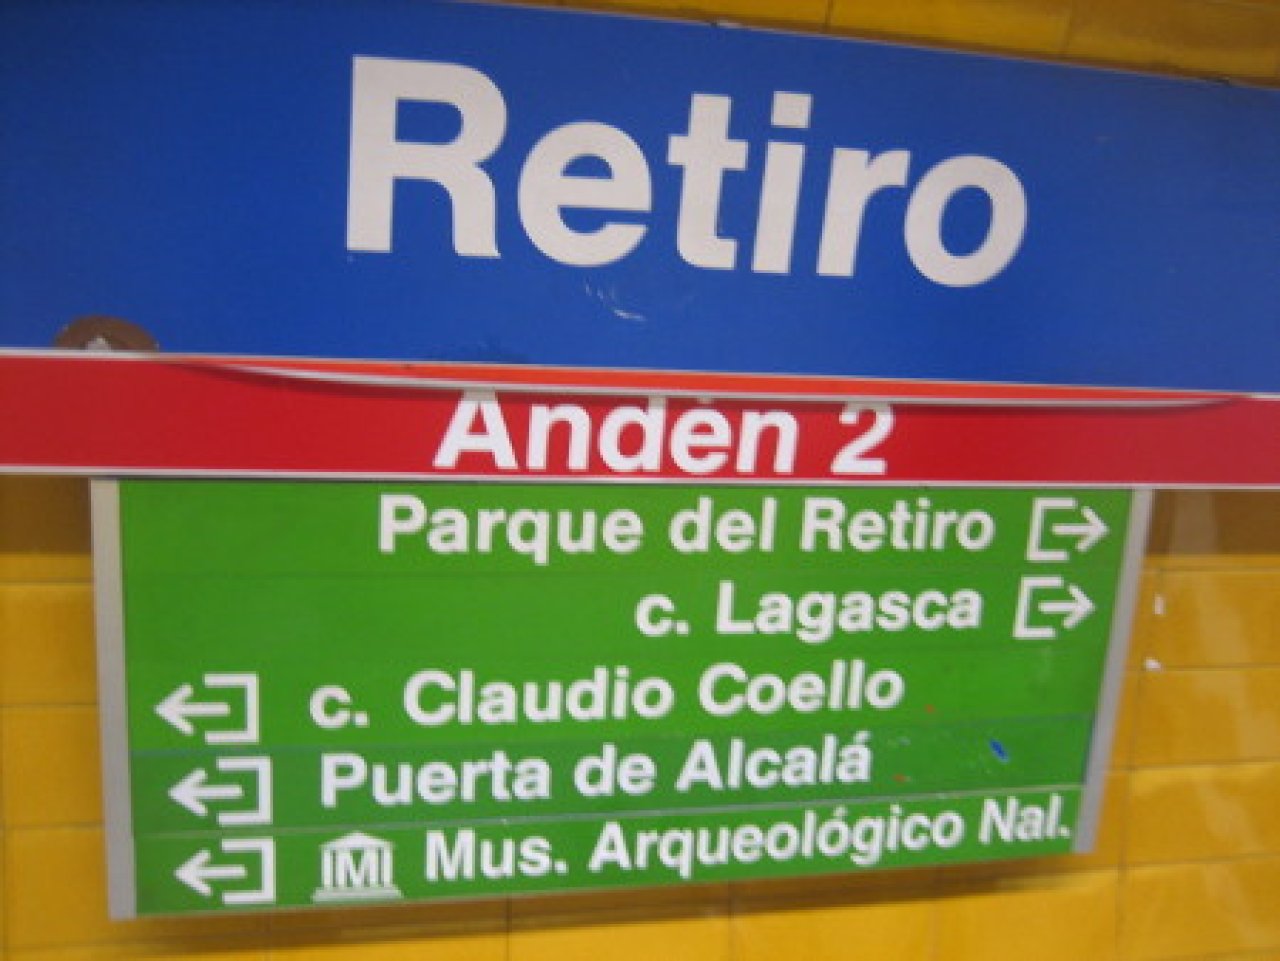 Retiro
Andén 2
Parque del Retiro
c. Lagasca
c. Claudio Coello
Puerta de Alcalá
M Mus. Arqueológico Nal.